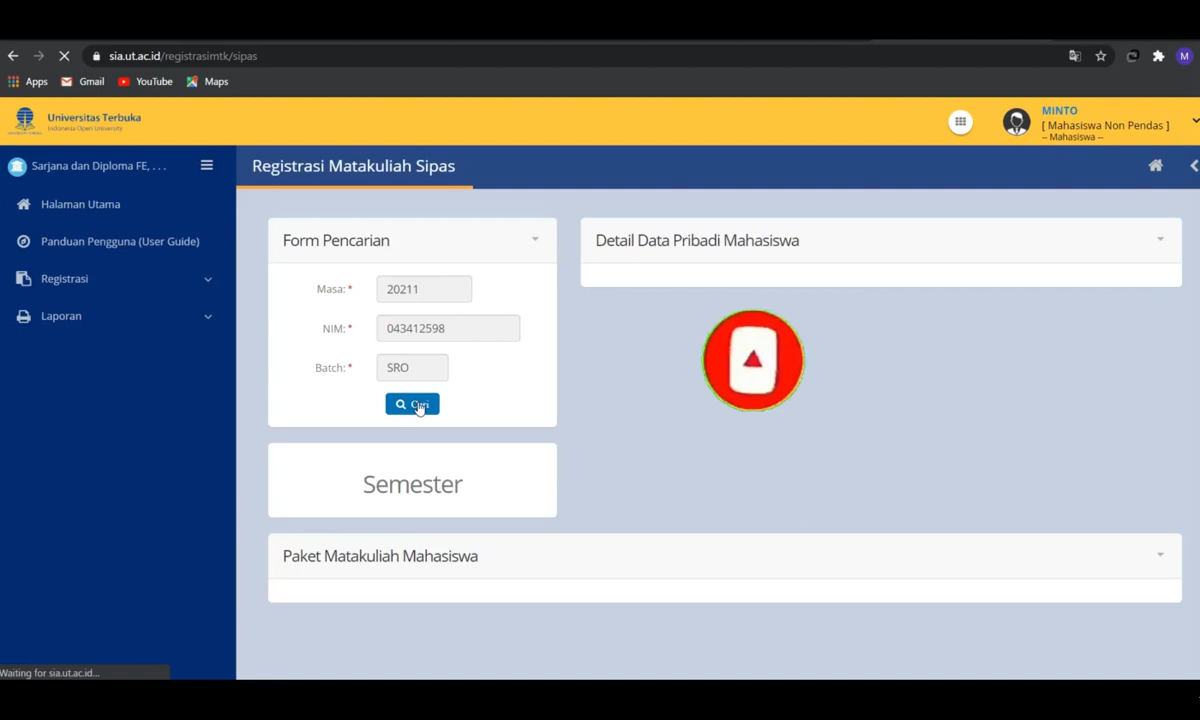 sia.ut.ac.id/registrasimtk/sipas
M
Apps Gmail YouTube Maps
Universitas Terbuka
Indonesia Open University
MINTO
[ Mahasiswa Non Pendas ]
-- Mahasiswa --
Sarjana dan Diploma FE, . . .
Registrasi Matakuliah Sipas
Halaman Utama
Panduan Pengguna (User Guide)
Registrasi
Laporan
Form Pencarian
Masa:* 20211
NIM:* 043412598
Batch:* SRO
Cari
Semester
Detail Data Pribadi Mahasiswa
Paket Matakuliah Mahasiswa
Waiting for sia.ut.ac.id...